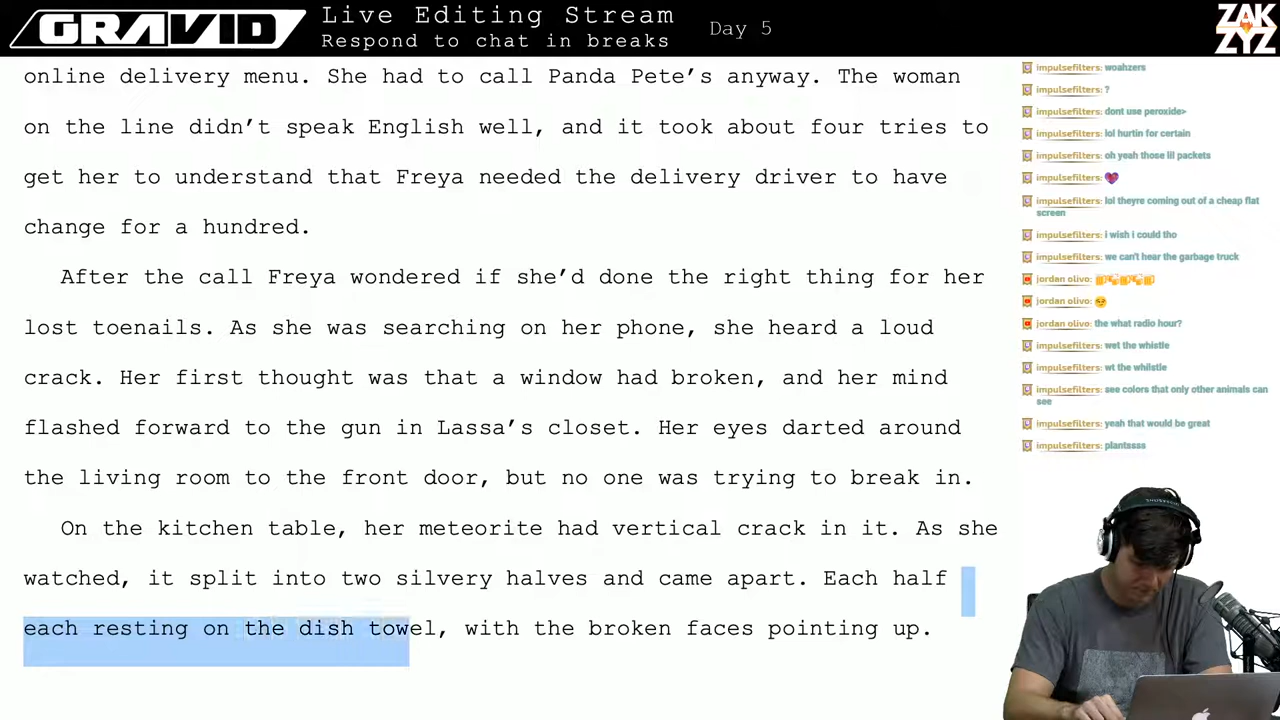 GRAVID
Live Editing Stream
Respond to chat in breaks
Day 5
ZAK
ZYZ
online delivery menu. She had to call Panda Pete’s anyway. The woman
on the line didn’t speak English well, and it took about four tries to
get her to understand that Freya needed the delivery driver to have
change for a hundred.
After the call Freya wondered if she’d done the right thing for her
lost toenails. As she was searching on her phone, she heard a loud
crack. Her first thought was that a window had broken, and her mind
flashed forward to the gun in Lassa’s closet. Her eyes darted around
the living room to the front door, but no one was trying to break in.
On the kitchen table, her meteorite had vertical crack in it. As she
watched, it split into two silvery halves and came apart. Each half
each resting on the dish towel, with the broken faces pointing up.
impulsefilters: woahzers
impulsefilters: ?
impulsefilters: dont use peroxide>
impulsefilters: lol hurtin for certain
impulsefilters: oh yeah those lil packets
impulsefilters:
impulsefilters: lol theyre coming out of a cheap flat
screen
impulsefilters: i wish i could tho
impulsefilters: we can't hear the garbage truck
jordan olivo:
jordan olivo:
jordan olivo: the what radio hour?
impulsefilters: wet the whistle
impulsefilters: wt the whilstle
impulsefilters: see colors that only other animals can
see
impulsefilters: yeah that would be great
impulsefilters: plantssss